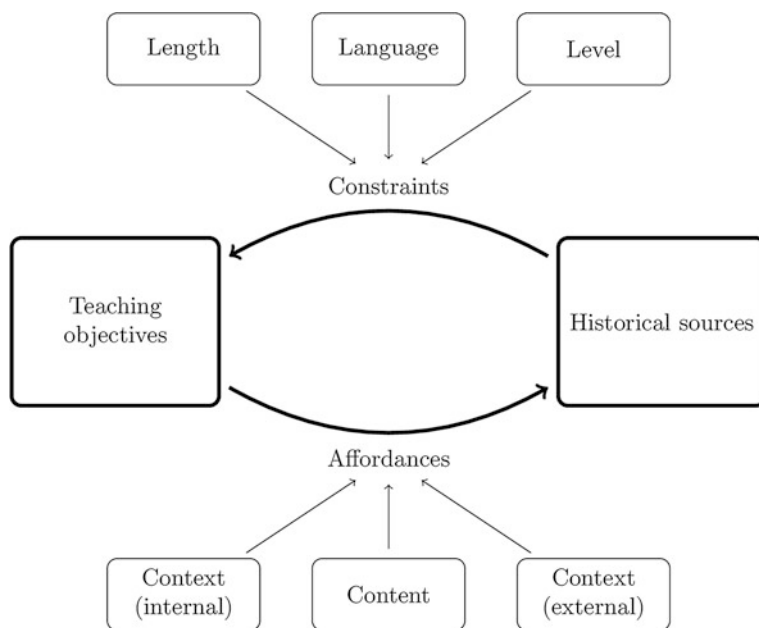 Length
Language
Level
Constraints
Teaching
objectives
Historical sources
Affordances
Context
(internal)
Content
Context
(external)